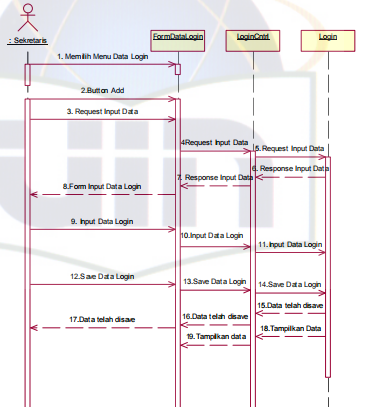 : Sekretaris
FormDataLogin
LoginCntrl
Login
1. Memilih Menu Data Login
2.Button Add
3. Request Input Data
4Request Input Data
5. Request Input Data
6. Response Input Data
7. Response Input Data
8.Form Input Data Login
9. Input Data Login
10.Input Data Login
11.Input Data Login
12.Save Data Login
13.Save Data Login
14.Save Data Login
15.Data telah disave
16.Data telah disave
17.Data telah disave
18.Tampilkan Data
19.Tampilkan data